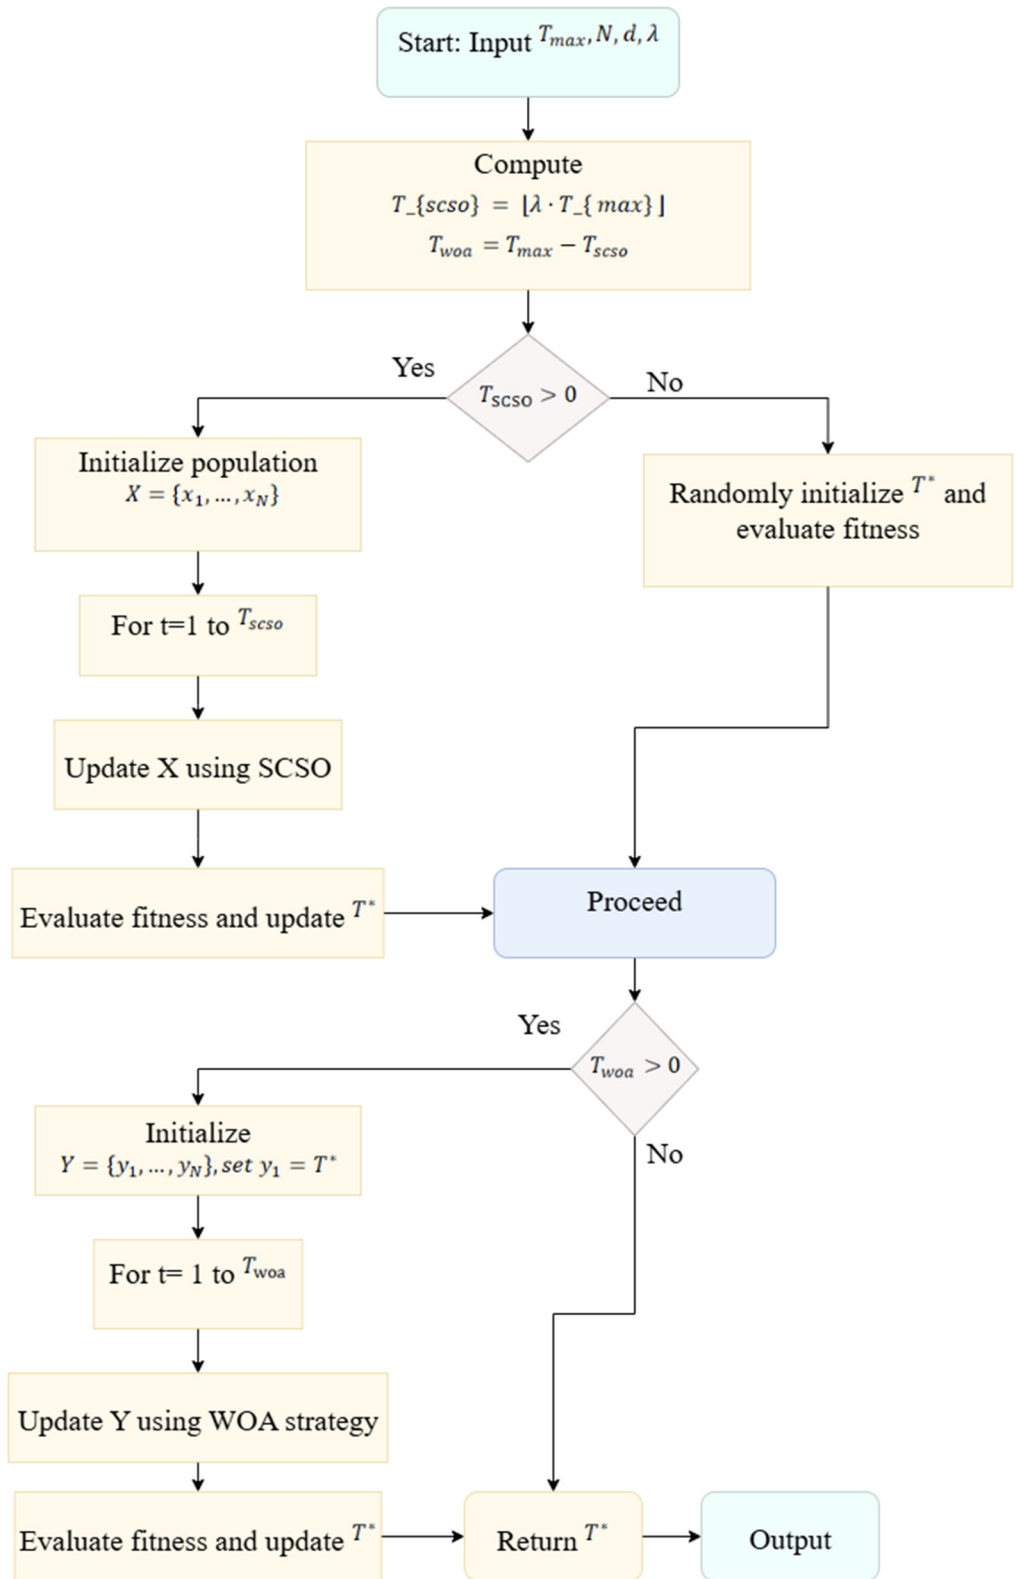 Start: Input T_max, N, d, λ
Compute
T_{scso} = ⌊λ · T_{ max}⌋
T_woa = T_max − T_scso
Yes
T_scso > 0
No
Initialize population
X = {x_1, ..., x_N}
Randomly initialize T* and
evaluate fitness
For t=1 to T_scso
Update X using SCSO
Evaluate fitness and update T*
Proceed
Yes
T_woa > 0
No
Initialize
Y = {y_1, ..., y_N}, set y_1 = T*
For t= 1 to T_woa
Update Y using WOA strategy
Evaluate fitness and update T*
Return T*
Output